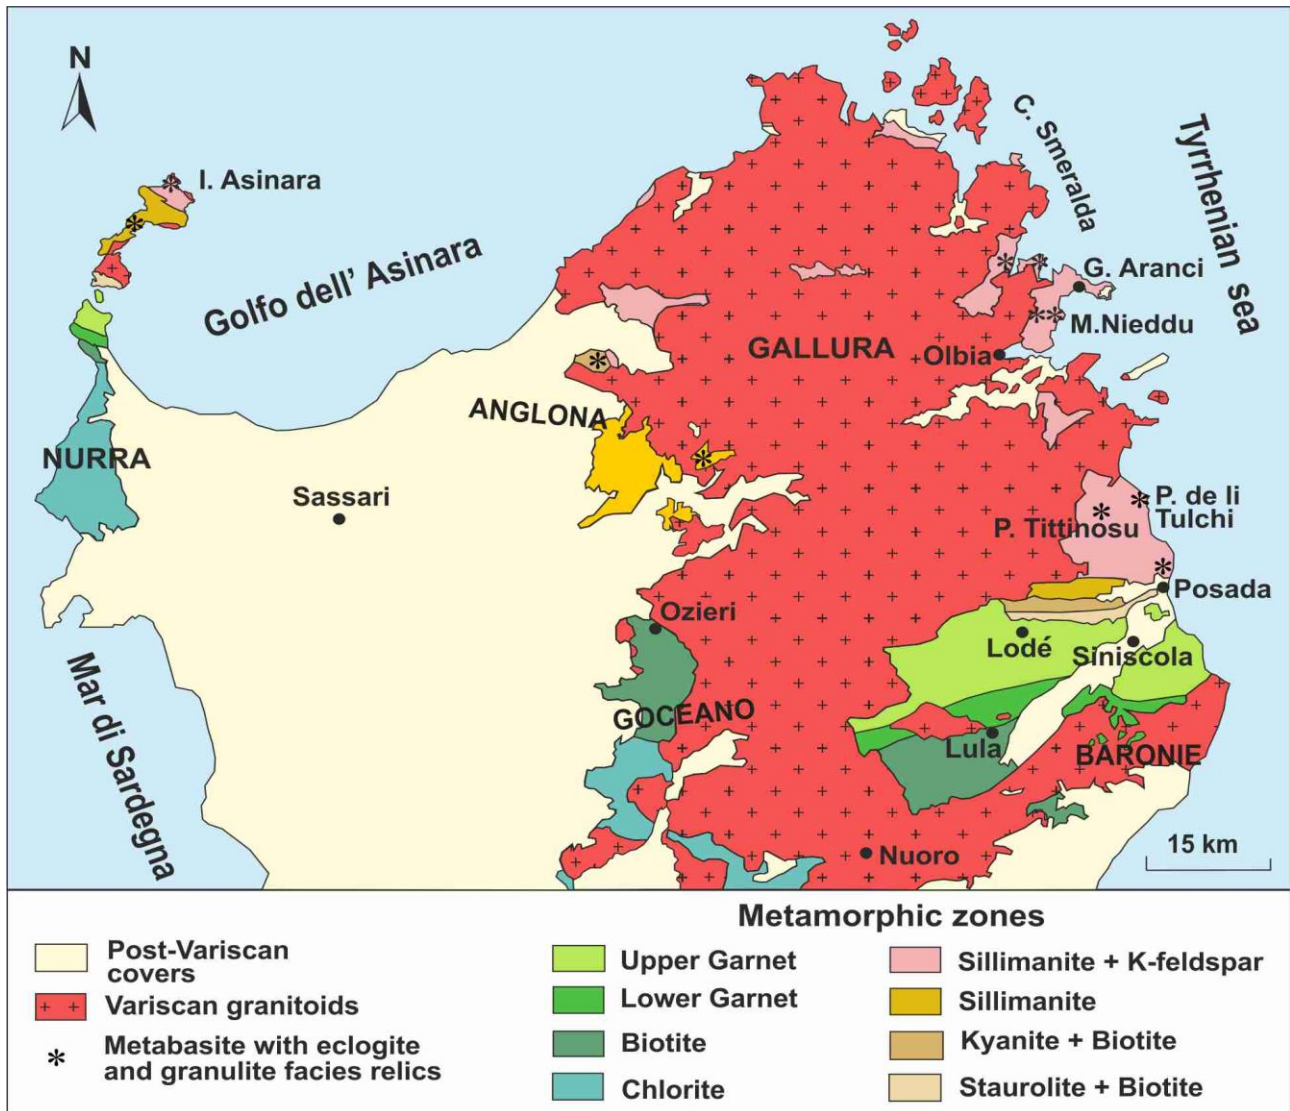 N
I. Asinara
Golfo dell' Asinara
C. Smeralda
Tyrrhenian sea
G. Aranci
M.Nieddu
GALLURA
Olbia
ANGLONA
NURRA
Sassari
P. de li
Tulchi
P. Tittinosu
Posada
Ozieri
Lodé
Siniscola
Mar di Sardegna
GOCEANO
Lula
BARONIE
Nuoro
15 km
Metamorphic zones
Post-Variscan
covers
Variscan granitoids
Metabasite with eclogite
and granulite facies relics
Upper Garnet
Lower Garnet
Biotite
Chlorite
Sillimanite + K-feldspar
Sillimanite
Kyanite + Biotite
Staurolite + Biotite